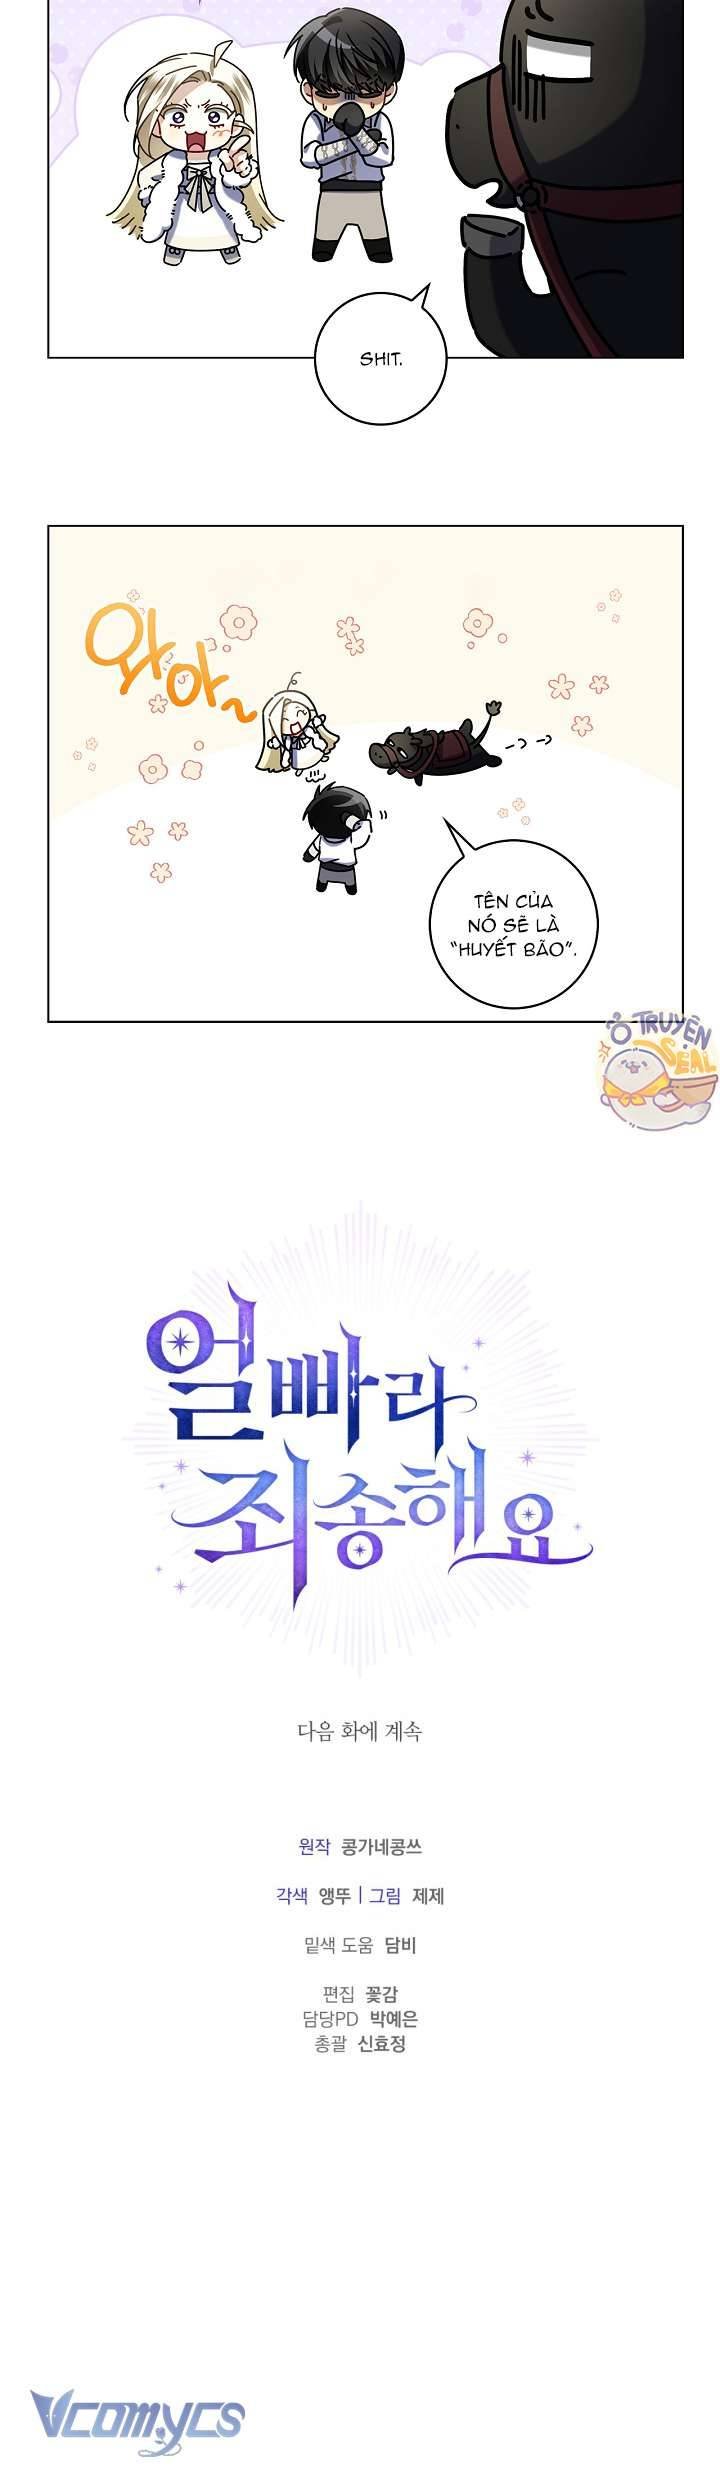 SHIT.
와아~
TÊN CỦA
NÓ SẼ LÀ
"HUYẾT BÃO".
Ổ TRUYỆN
SEAL
얼빠라
죄송해요
다음 화에 계속
원작 콩가네콩쓰
각색 앵뚜 | 그림 제제
밑색 도움 담비
편집 꽃감
담당PD 박예은
총괄 신효정
Vcomycs